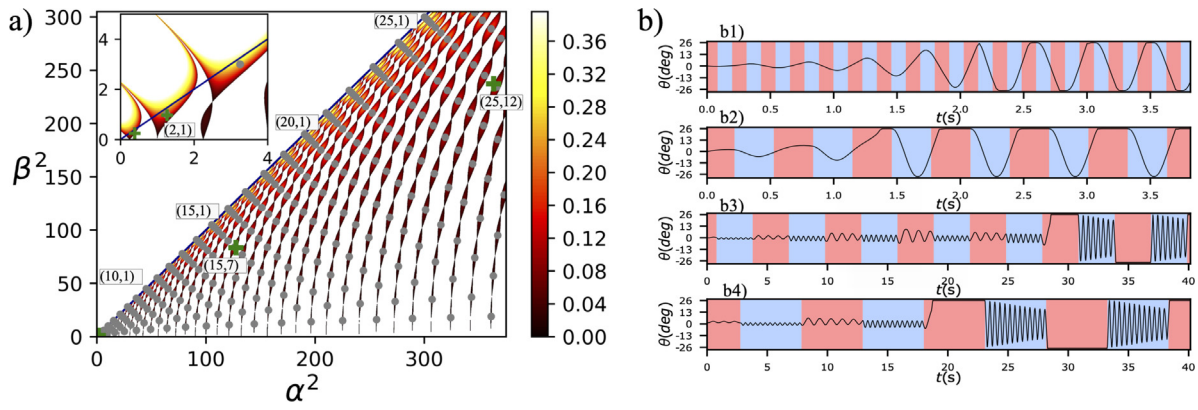 a)
β²
300
250
200
150
100
50
0
0
100
200
300
α²
4
2
0
0
2
4
(2,1)
(10,1)
(15,1)
(20,1)
(25,1)
(15,7)
(25,12)
0.36
0.32
0.28
0.24
0.20
0.16
0.12
0.08
0.04
0.00
b)
b1)
θ(deg)
26
13
0
-13
-26
0.0 0.5 1.0 1.5 2.0 2.5 3.0 3.5
t(s)
b2)
θ(deg)
26
13
0
-13
-26
0.0 0.5 1.0 1.5 2.0 2.5 3.0 3.5
t(s)
b3)
θ(deg)
26
13
0
-13
-26
0 5 10 15 20 25 30 35 40
t(s)
b4)
θ(deg)
26
13
0
-13
-26
0 5 10 15 20 25 30 35 40
t(s)